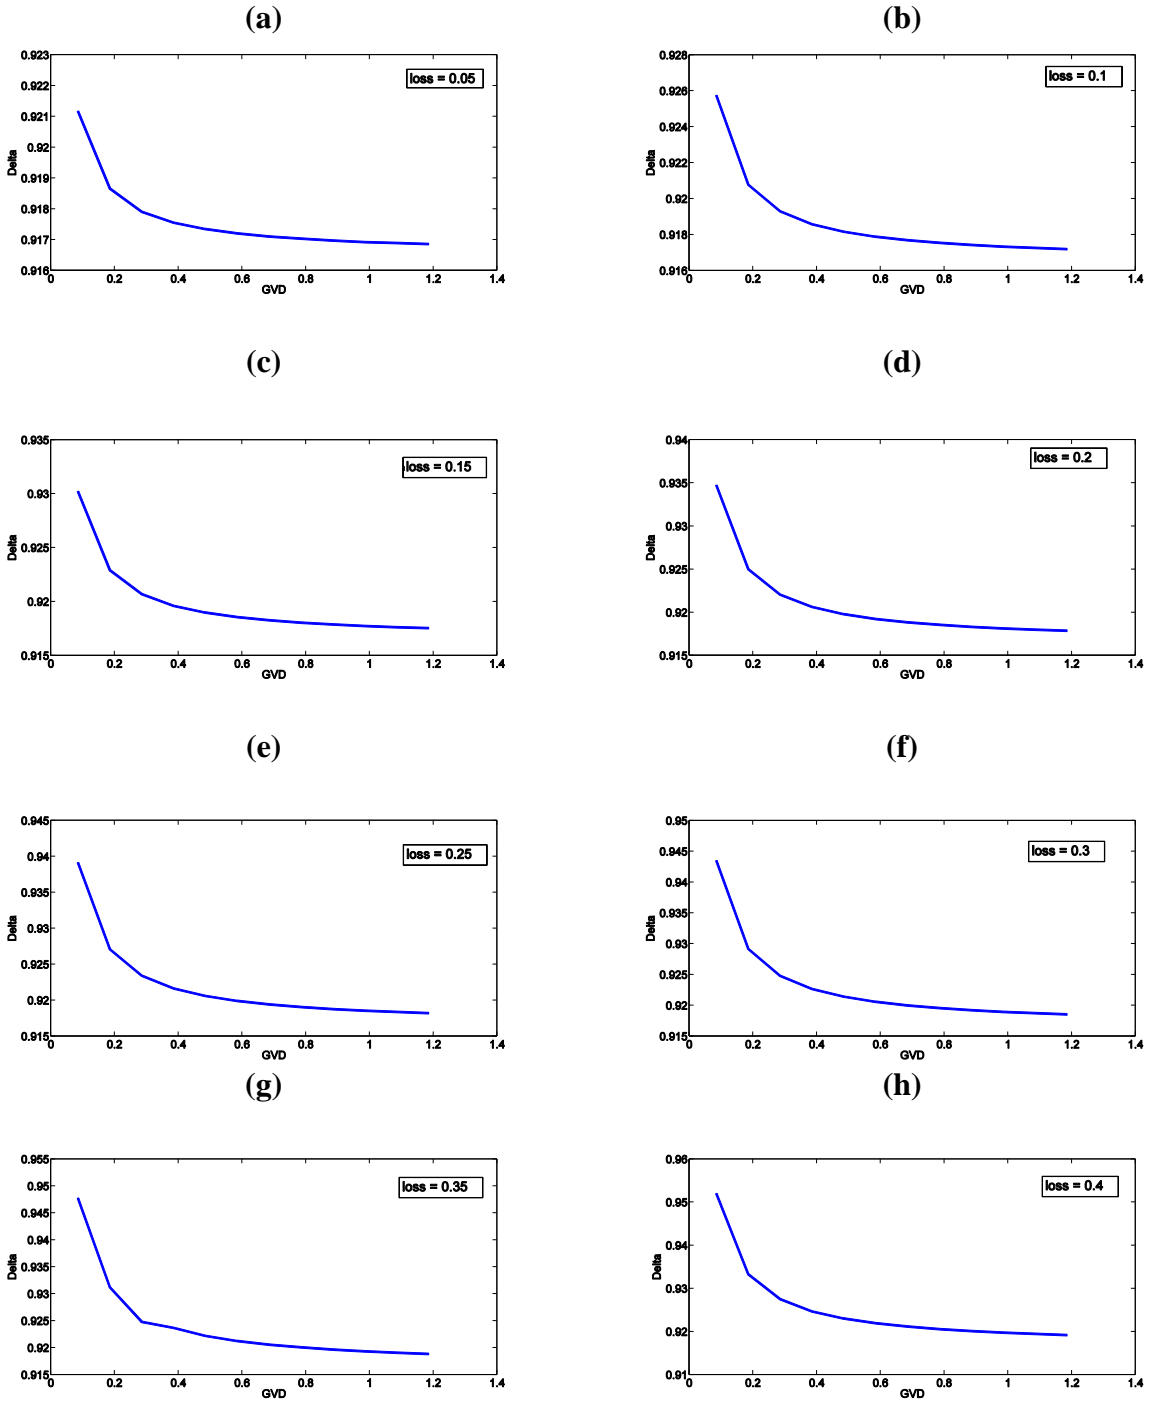 (a) (b)
0.923
0.922
0.921
0.92
0.919
0.918
0.917
0.916
Delta
loss = 0.05
0 0.2 0.4 0.6 0.8 1 1.2 1.4
GVD
0.928
0.926
0.924
0.922
0.92
0.918
0.916
Delta
loss = 0.1
0 0.2 0.4 0.6 0.8 1 1.2 1.4
GVD
(c) (d)
0.935
0.93
0.925
0.92
0.915
Delta
loss = 0.15
0 0.2 0.4 0.6 0.8 1 1.2 1.4
GVD
0.94
0.935
0.93
0.925
0.92
0.915
Delta
loss = 0.2
0 0.2 0.4 0.6 0.8 1 1.2 1.4
GVD
(e) (f)
0.945
0.94
0.935
0.93
0.925
0.92
0.915
Delta
loss = 0.25
0 0.2 0.4 0.6 0.8 1 1.2 1.4
GVD
0.95
0.945
0.94
0.935
0.93
0.925
0.92
0.915
Delta
loss = 0.3
0 0.2 0.4 0.6 0.8 1 1.2 1.4
GVD
(g) (h)
0.955
0.95
0.945
0.94
0.935
0.93
0.925
0.92
0.915
Delta
loss = 0.35
0 0.2 0.4 0.6 0.8 1 1.2 1.4
GVD
0.96
0.95
0.94
0.93
0.92
0.91
Delta
loss = 0.4
0 0.2 0.4 0.6 0.8 1 1.2 1.4
GVD